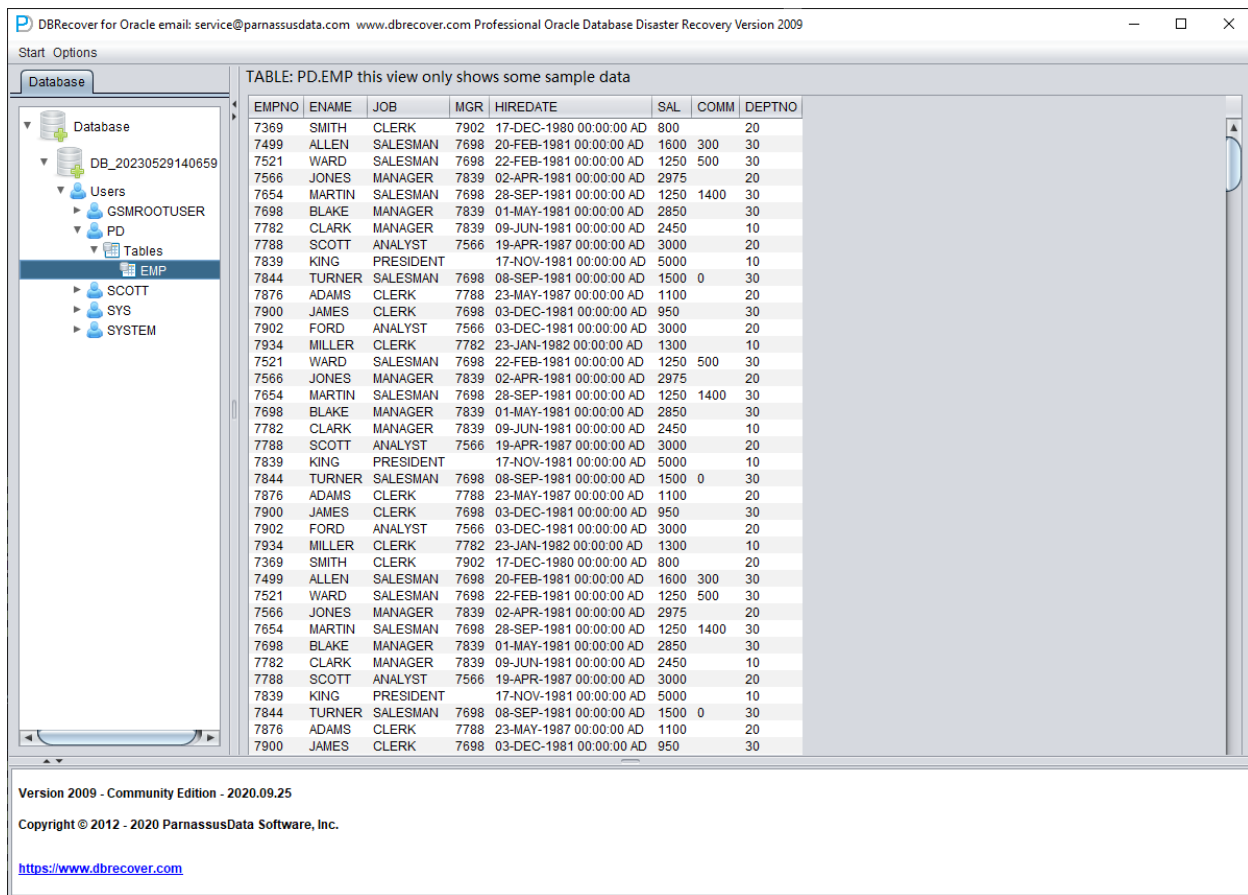 DBRecover for Oracle email: service@parnassusdata.com www.dbrecover.com Professional Oracle Database Disaster Recovery Version 2009
Start Options
Database
Database
DB_20230529140659
Users
GSMROOTUSER
PD
Tables
EMP
SCOTT
SYS
SYSTEM
TABLE: PD.EMP this view only shows some sample data
EMPNO ENAME JOB MGR HIREDATE SAL COMM DEPTNO
7369 SMITH CLERK 7902 17-DEC-1980 00:00:00 AD 800 20
7499 ALLEN SALESMAN 7698 20-FEB-1981 00:00:00 AD 1600 300 30
7521 WARD SALESMAN 7698 22-FEB-1981 00:00:00 AD 1250 500 30
7566 JONES MANAGER 7839 02-APR-1981 00:00:00 AD 2975 20
7654 MARTIN SALESMAN 7698 28-SEP-1981 00:00:00 AD 1250 1400 30
7698 BLAKE MANAGER 7839 01-MAY-1981 00:00:00 AD 2850 30
7782 CLARK MANAGER 7839 09-JUN-1981 00:00:00 AD 2450 10
7788 SCOTT ANALYST 7566 19-APR-1987 00:00:00 AD 3000 20
7839 KING PRESIDENT 17-NOV-1981 00:00:00 AD 5000 10
7844 TURNER SALESMAN 7698 08-SEP-1981 00:00:00 AD 1500 0 30
7876 ADAMS CLERK 7788 23-MAY-1987 00:00:00 AD 1100 20
7900 JAMES CLERK 7698 03-DEC-1981 00:00:00 AD 950 30
7902 FORD ANALYST 7566 03-DEC-1981 00:00:00 AD 3000 20
7934 MILLER CLERK 7782 23-JAN-1982 00:00:00 AD 1300 10
7521 WARD SALESMAN 7698 22-FEB-1981 00:00:00 AD 1250 500 30
7566 JONES MANAGER 7839 02-APR-1981 00:00:00 AD 2975 20
7654 MARTIN SALESMAN 7698 28-SEP-1981 00:00:00 AD 1250 1400 30
7698 BLAKE MANAGER 7839 01-MAY-1981 00:00:00 AD 2850 30
7782 CLARK MANAGER 7839 09-JUN-1981 00:00:00 AD 2450 10
7788 SCOTT ANALYST 7566 19-APR-1987 00:00:00 AD 3000 20
7839 KING PRESIDENT 17-NOV-1981 00:00:00 AD 5000 10
7844 TURNER SALESMAN 7698 08-SEP-1981 00:00:00 AD 1500 0 30
7876 ADAMS CLERK 7788 23-MAY-1987 00:00:00 AD 1100 20
7900 JAMES CLERK 7698 03-DEC-1981 00:00:00 AD 950 30
7902 FORD ANALYST 7566 03-DEC-1981 00:00:00 AD 3000 20
7934 MILLER CLERK 7782 23-JAN-1982 00:00:00 AD 1300 10
7369 SMITH CLERK 7902 17-DEC-1980 00:00:00 AD 800 20
7499 ALLEN SALESMAN 7698 20-FEB-1981 00:00:00 AD 1600 300 30
7521 WARD SALESMAN 7698 22-FEB-1981 00:00:00 AD 1250 500 30
7566 JONES MANAGER 7839 02-APR-1981 00:00:00 AD 2975 20
7654 MARTIN SALESMAN 7698 28-SEP-1981 00:00:00 AD 1250 1400 30
7698 BLAKE MANAGER 7839 01-MAY-1981 00:00:00 AD 2850 30
7782 CLARK MANAGER 7839 09-JUN-1981 00:00:00 AD 2450 10
7788 SCOTT ANALYST 7566 19-APR-1987 00:00:00 AD 3000 20
7839 KING PRESIDENT 17-NOV-1981 00:00:00 AD 5000 10
7844 TURNER SALESMAN 7698 08-SEP-1981 00:00:00 AD 1500 0 30
7876 ADAMS CLERK 7788 23-MAY-1987 00:00:00 AD 1100 20
7900 JAMES CLERK 7698 03-DEC-1981 00:00:00 AD 950 30
Version 2009 - Community Edition - 2020.09.25
Copyright © 2012 - 2020 ParnassusData Software, Inc.
https://www.dbrecover.com